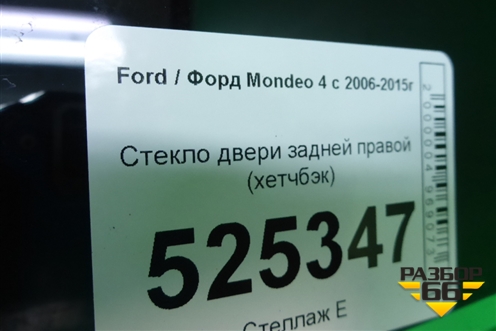 Ford / Форд Mondeo 4 с 2006-2015г
Стекло двери задней правой
(хетчбэк)
525347
Стеллаж Е
РАЗБОР
66